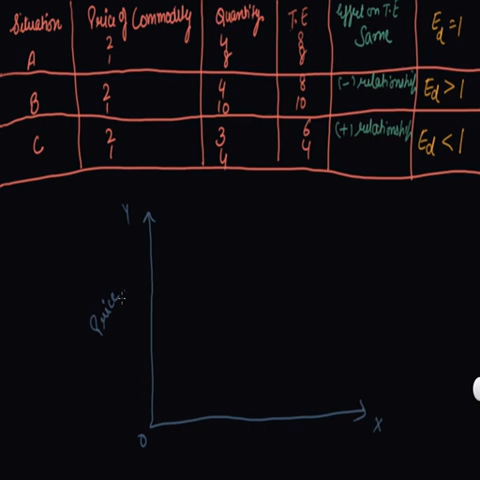 Situation Price of Commodity Quantity T.E Effect on T.E Ed=1
A 2 4 8 Same
1 8 8
B 2 4 8 (-) relationship Ed > 1
1 10 10
C 2 3 6 (+) relationship Ed < 1
1 4 4
Y
Price
O
X